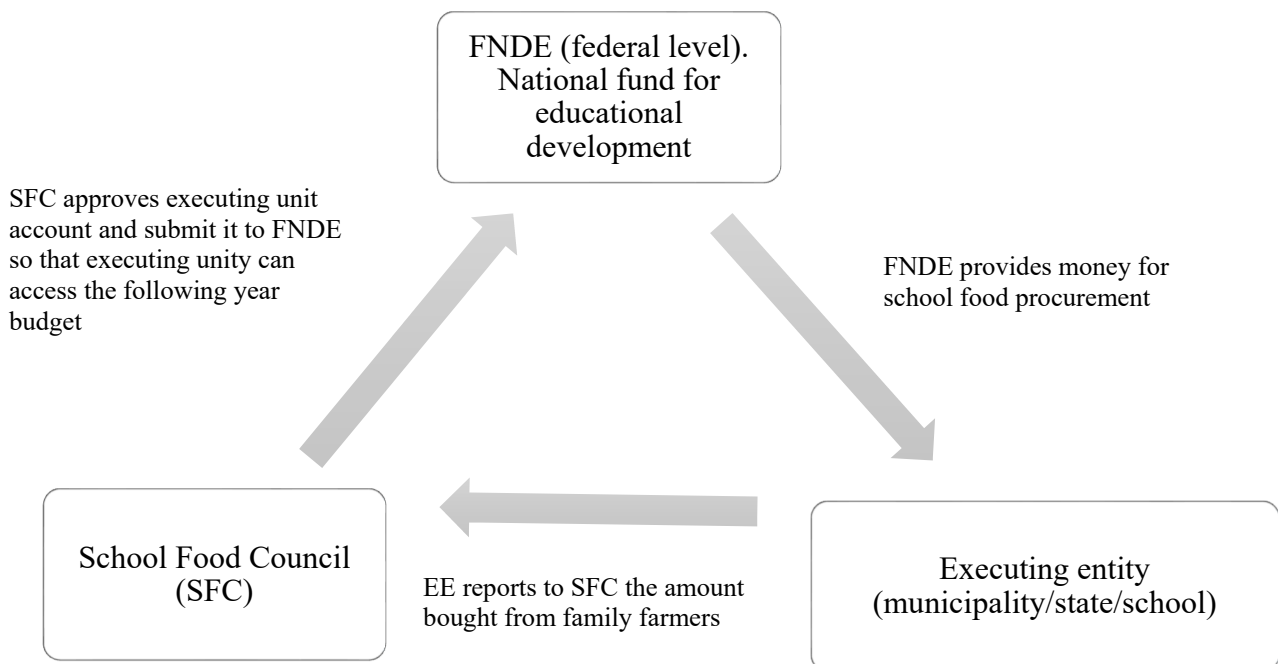 FNDE (federal level).
National fund for
educational
development
SFC approves executing unit
account and submit it to FNDE
so that executing unity can
access the following year
budget
FNDE provides money for
school food procurement
School Food Council
(SFC)
EE reports to SFC the amount
bought from family farmers
Executing entity
(municipality/state/school)